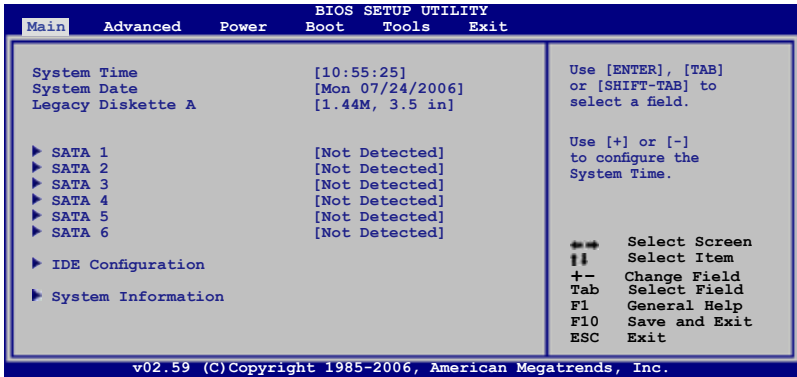 BIOS SETUP UTILITY
Main Advanced Power Boot Tools Exit
System Time [10:55:25]
System Date [Mon 07/24/2006]
Legacy Diskette A [1.44M, 3.5 in]
SATA 1 [Not Detected]
SATA 2 [Not Detected]
SATA 3 [Not Detected]
SATA 4 [Not Detected]
SATA 5 [Not Detected]
SATA 6 [Not Detected]
IDE Configuration
System Information
Use [ENTER], [TAB]
or [SHIFT-TAB] to
select a field.
Use [+] or [-]
to configure the
System Time.
Select Screen
Select Item
+- Change Field
Tab Select Field
F1 General Help
F10 Save and Exit
ESC Exit
v02.59 (C)Copyright 1985-2006, American Megatrends, Inc.